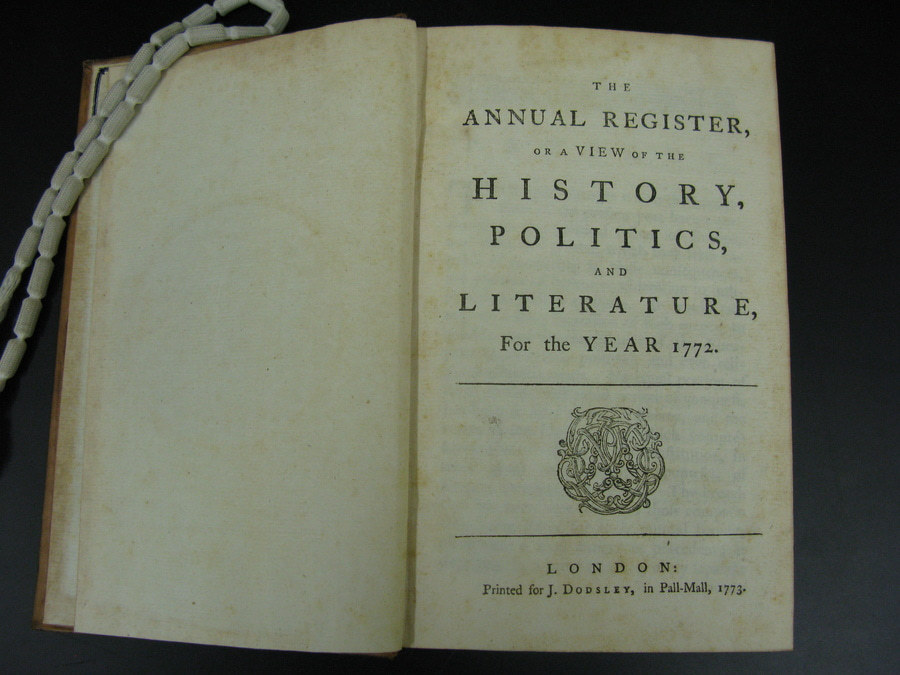 THE
ANNUAL REGISTER,
OR A VIEW OF THE
HISTORY,
POLITICS,
AND
LITERATURE,
For the YEAR 1772.
LONDON:
Printed for J. DODSLEY, in Pall-Mall, 1773.